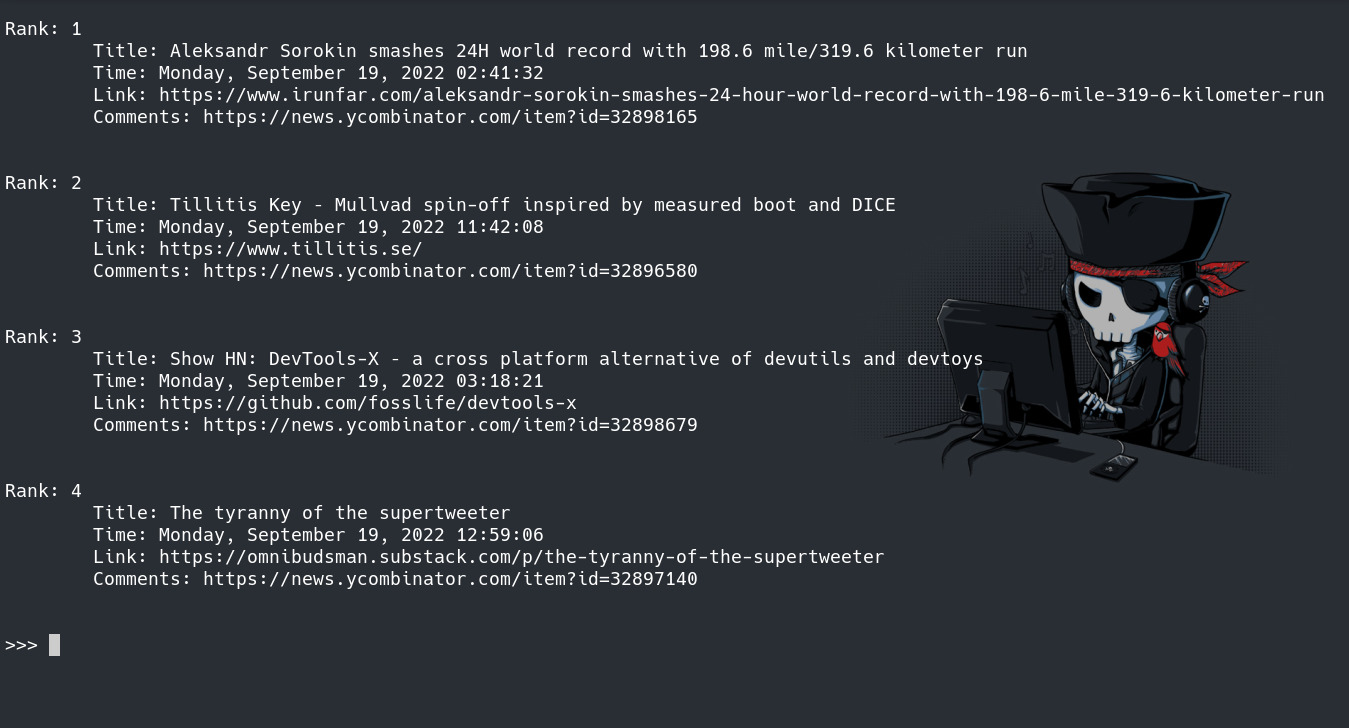 Rank: 1
Title: Aleksandr Sorokin smashes 24H world record with 198.6 mile/319.6 kilometer run
Time: Monday, September 19, 2022 02:41:32
Link: https://www.irunfar.com/aleksandr-sorokin-smashes-24-hour-world-record-with-198-6-mile-319-6-kilometer-run
Comments: https://news.ycombinator.com/item?id=32898165
Rank: 2
Title: Tillitis Key - Mullvad spin-off inspired by measured boot and DICE
Time: Monday, September 19, 2022 11:42:08
Link: https://www.tillitis.se/
Comments: https://news.ycombinator.com/item?id=32896580
Rank: 3
Title: Show HN: DevTools-X - a cross platform alternative of devutils and devtoys
Time: Monday, September 19, 2022 03:18:21
Link: https://github.com/fosslife/devtools-x
Comments: https://news.ycombinator.com/item?id=32898679
Rank: 4
Title: The tyranny of the supertweeter
Time: Monday, September 19, 2022 12:59:06
Link: https://omnibudsman.substack.com/p/the-tyranny-of-the-supertweeter
Comments: https://news.ycombinator.com/item?id=32897140
>>>